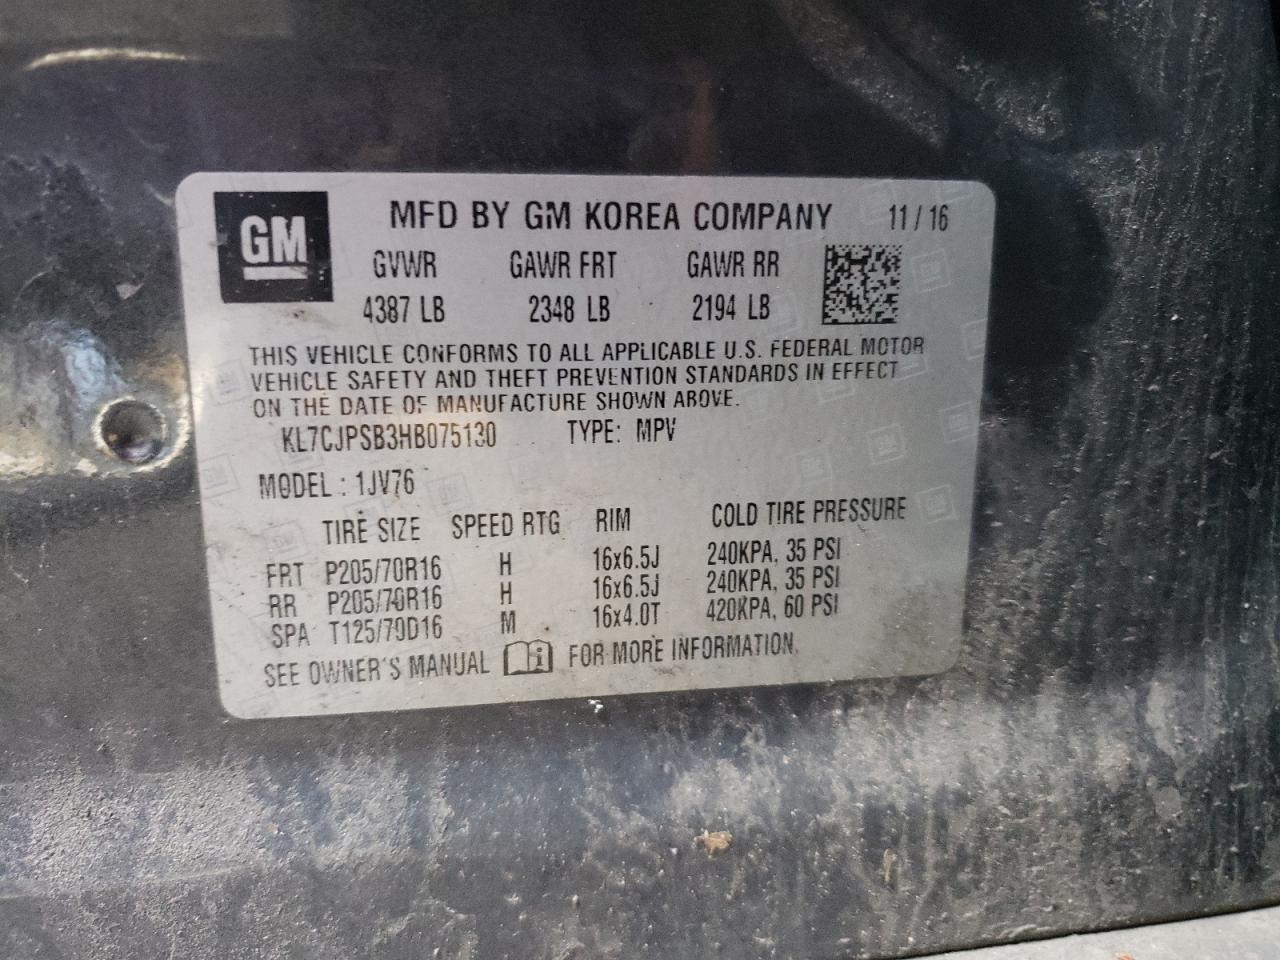 GM MFD BY GM KOREA COMPANY 11 / 16
GVWR GAWR FRT GAWR RR
4387 LB 2348 LB 2194 LB
THIS VEHICLE CONFORMS TO ALL APPLICABLE U.S. FEDERAL MOTOR
VEHICLE SAFETY AND THEFT PREVENTION STANDARDS IN EFFECT
ON THE DATE OF MANUFACTURE SHOWN ABOVE.
KL7CJPSB3HB075130 TYPE: MPV
MODEL : 1JV76
TIRE SIZE SPEED RTG RIM COLD TIRE PRESSURE
FRT P205/70R16 H 16x6.5J 240KPA, 35 PSI
RR P205/70R16 H 16x6.5J 240KPA, 35 PSI
SPA T125/70D16 M 16x4.0T 420KPA, 60 PSI
SEE OWNER'S MANUAL FOR MORE INFORMATION.